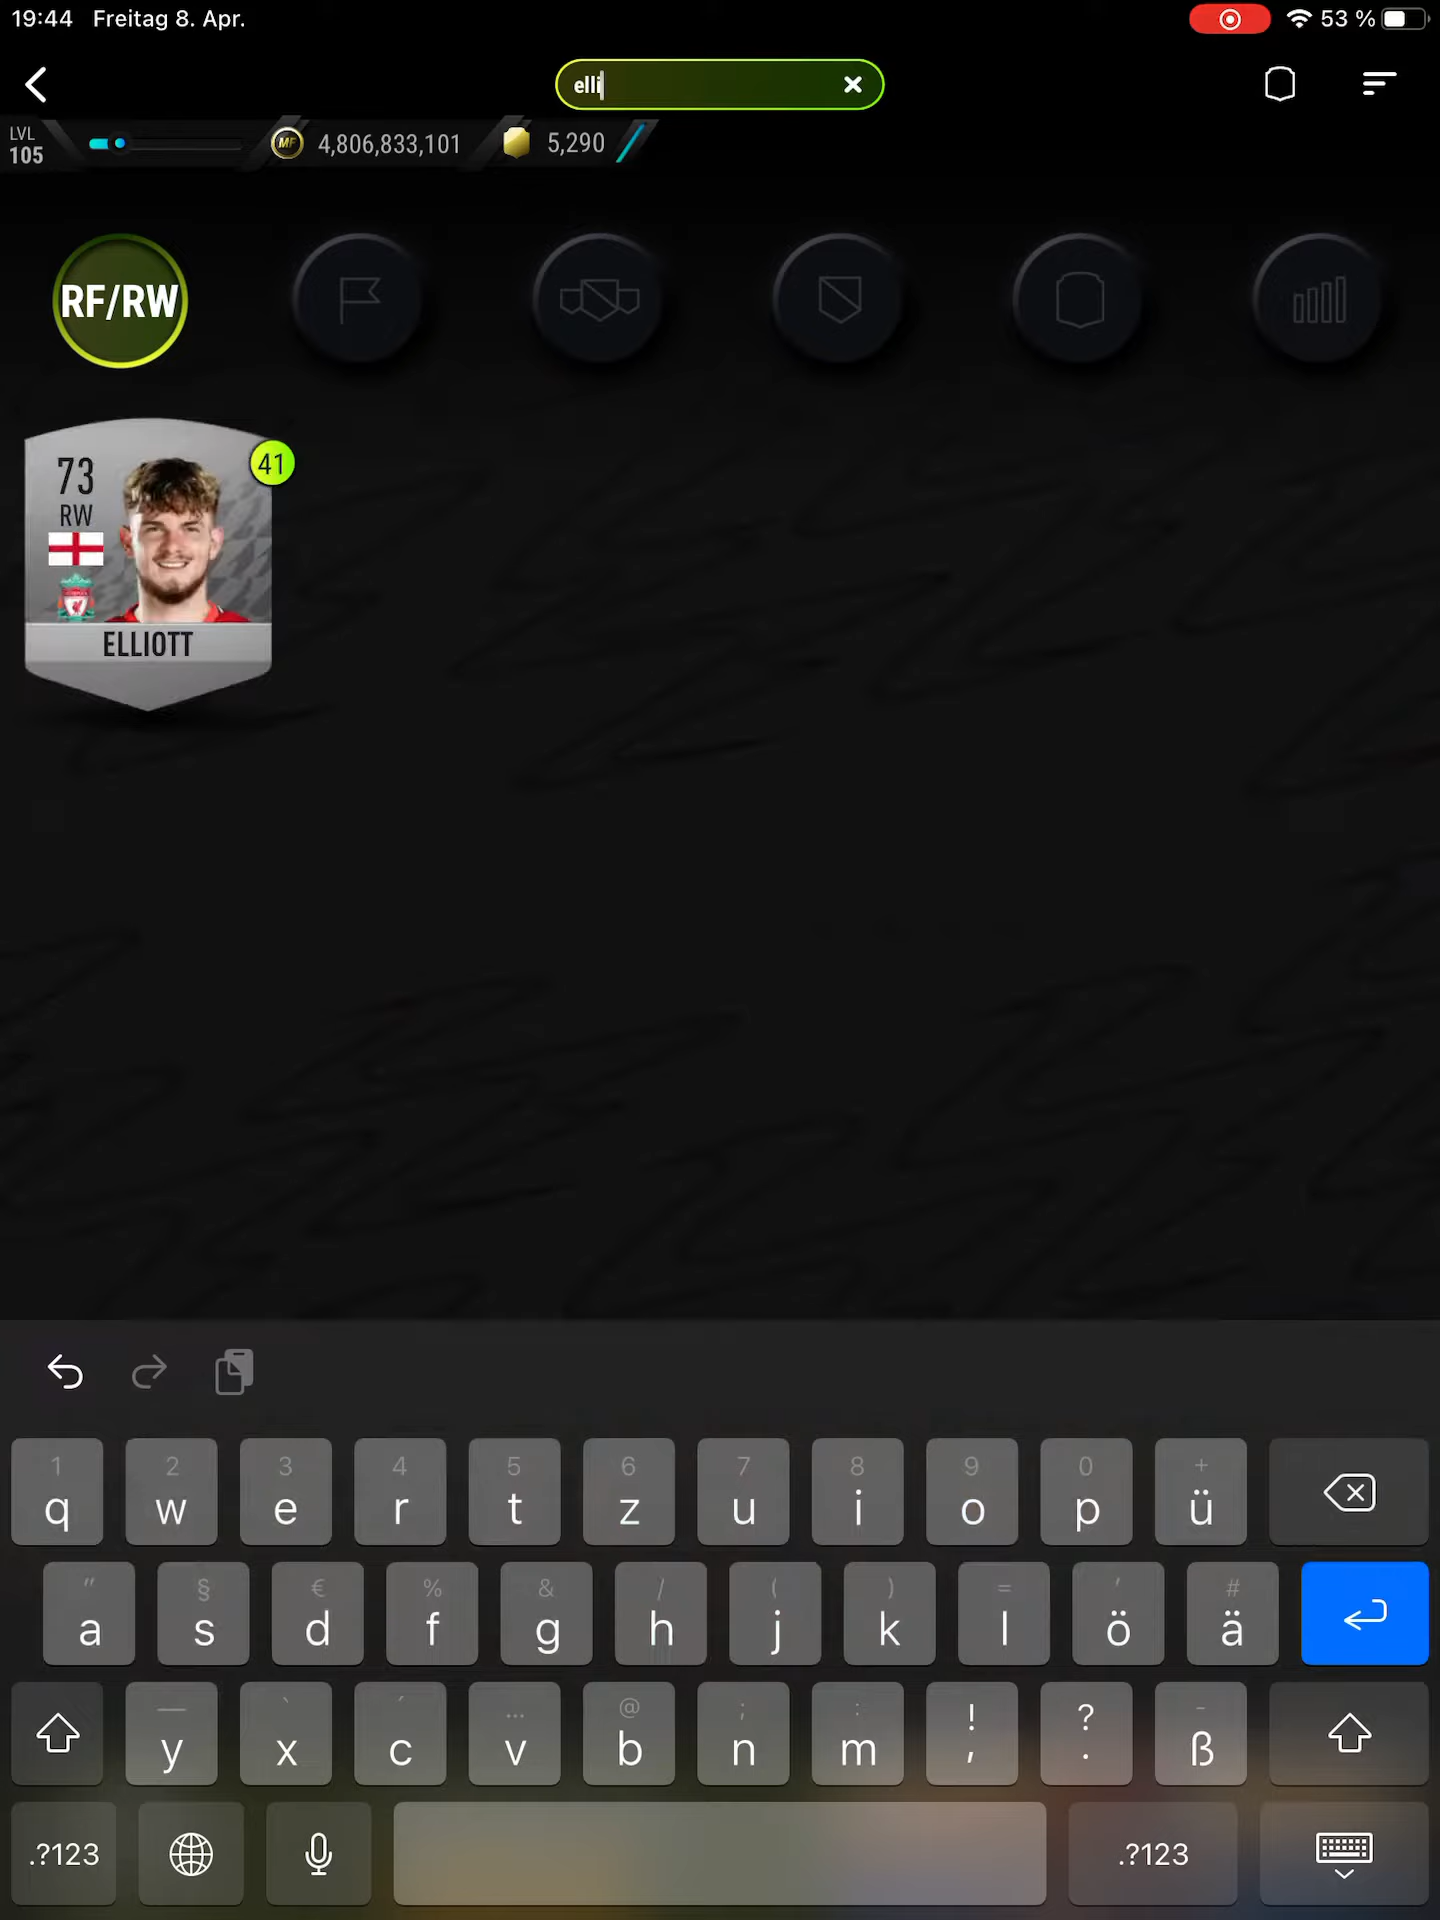 19:44 Freitag 8. Apr. 53 %
elli
LVL
105
MF 4,806,833,101 5,290
RF/RW
73
RW
41
ELLIOTT
1 2 3 4 5 6 7 8 9 0 +
q w e r t z u i o p ü
" § € % & / ( ) = ' #
a s d f g h j k l ö ä
— ` ´ ... @ ; : ! ? -
y x c v b n m , . ß
.?123 .?123